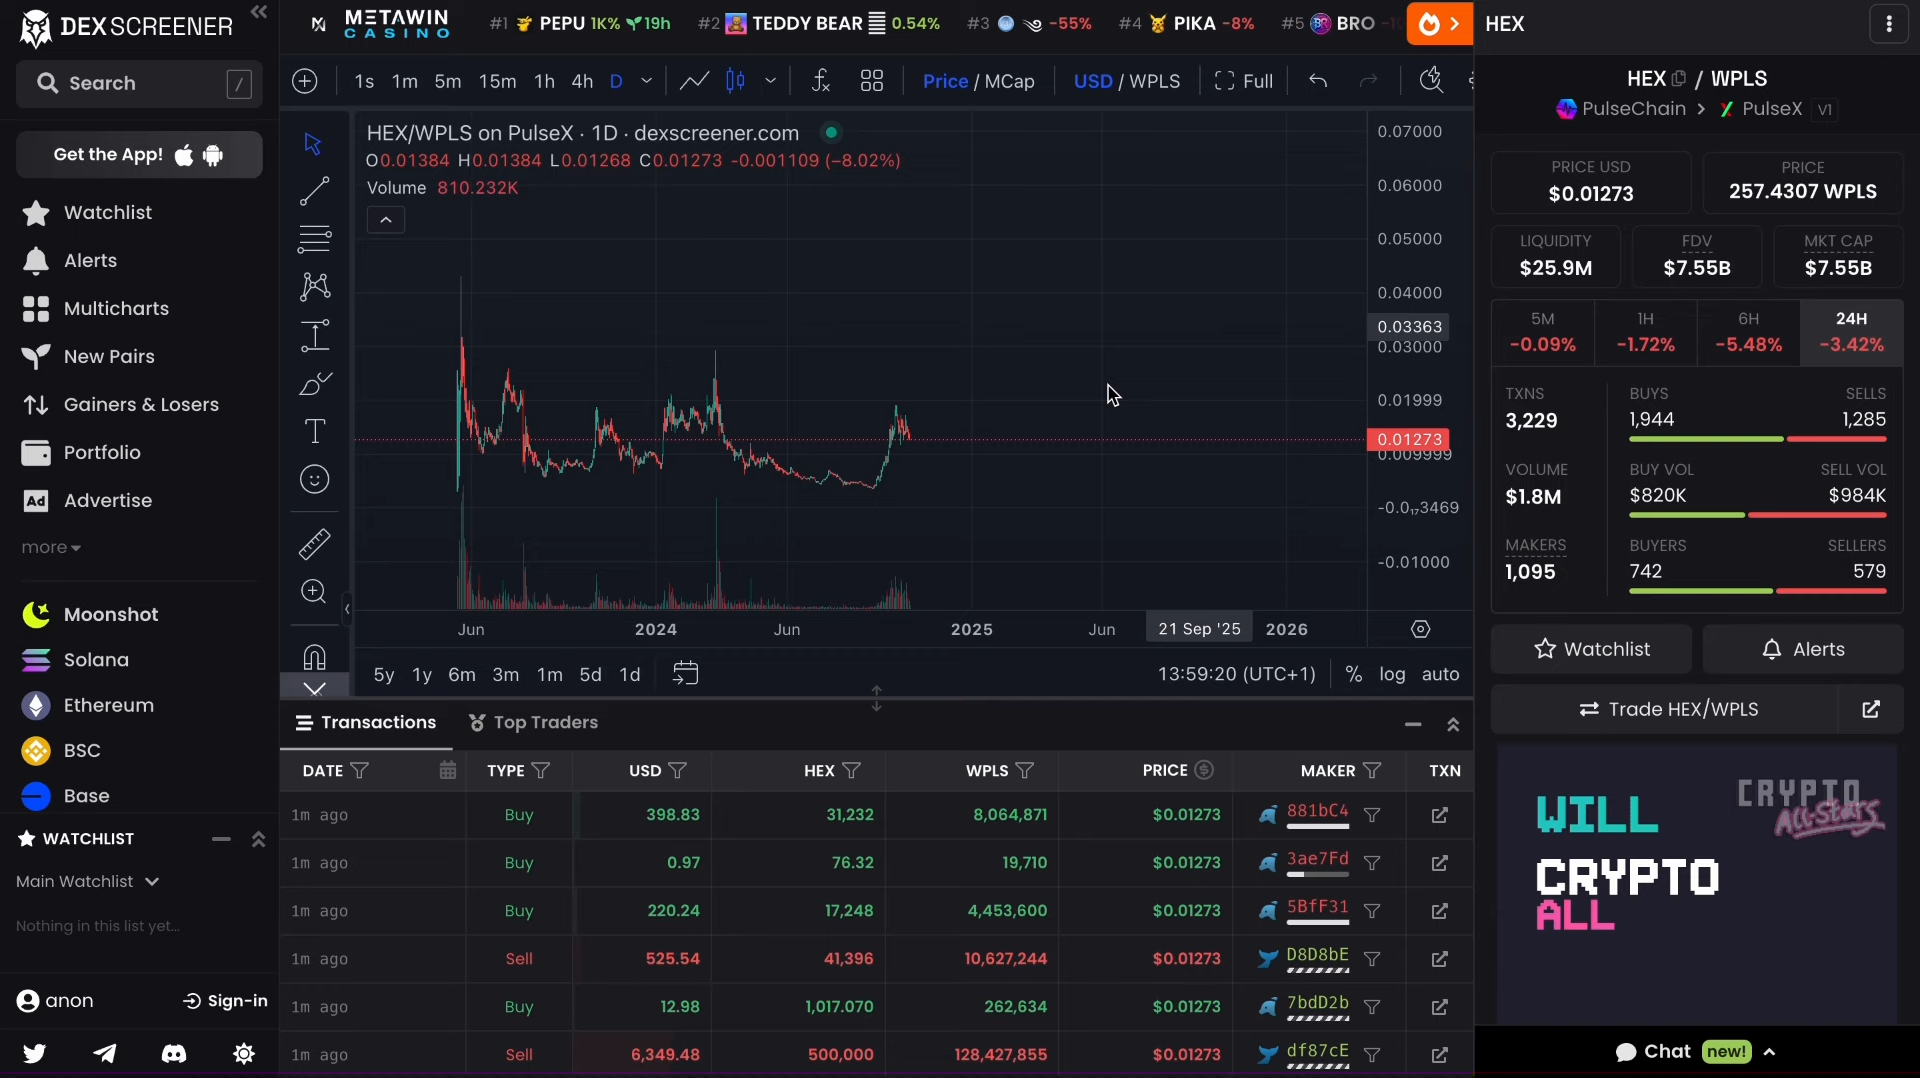 DEX SCREENER
Search /
Get the App!
Watchlist
Alerts
Multicharts
New Pairs
Gainers & Losers
Portfolio
Ad Advertise
more
Moonshot
Solana
Ethereum
BSC
Base
WATCHLIST
Main Watchlist
Nothing in this list yet...
anon Sign-in
METAWIN
CASINO
#1 PEPU 1K% 19h #2 TEDDY BEAR 0.54% #3 -55% #4 PIKA -8% #5 BRO
1s 1m 5m 15m 1h 4h D Price / MCap USD / WPLS Full
HEX/WPLS on PulseX · 1D · dexscreener.com
O0.01384 H0.01384 L0.01268 C0.01273 -0.001109 (−8.02%)
Volume 810.232K
0.07000
0.06000
0.05000
0.04000
0.03363
0.03000
0.01999
0.01273
0.009999
-0.0₁₇3469
-0.01000
Jun 2024 Jun 2025 Jun 21 Sep '25 2026
5y 1y 6m 3m 1m 5d 1d 13:59:20 (UTC+1) % log auto
Transactions Top Traders
DATE TYPE USD HEX WPLS PRICE MAKER TXN
1m ago Buy 398.83 31,232 8,064,871 $0.01273 881bC4
1m ago Buy 0.97 76.32 19,710 $0.01273 3ae7Fd
1m ago Buy 220.24 17,248 4,453,600 $0.01273 5BfF31
1m ago Sell 525.54 41,396 10,627,244 $0.01273 D8D8bE
1m ago Buy 12.98 1,017.070 262,634 $0.01273 7bdD2b
1m ago Sell 6,349.48 500,000 128,427,855 $0.01273 df87cE
HEX
HEX / WPLS
PulseChain > PulseX V1
PRICE USD PRICE
$0.01273 257.4307 WPLS
LIQUIDITY FDV MKT CAP
$25.9M $7.55B $7.55B
5M 1H 6H 24H
-0.09% -1.72% -5.48% -3.42%
TXNS BUYS SELLS
3,229 1,944 1,285
VOLUME BUY VOL SELL VOL
$1.8M $820K $984K
MAKERS BUYERS SELLERS
1,095 742 579
Watchlist Alerts
Trade HEX/WPLS
CRYPTO
All-Stars
WILL
CRYPTO
ALL
Chat new!